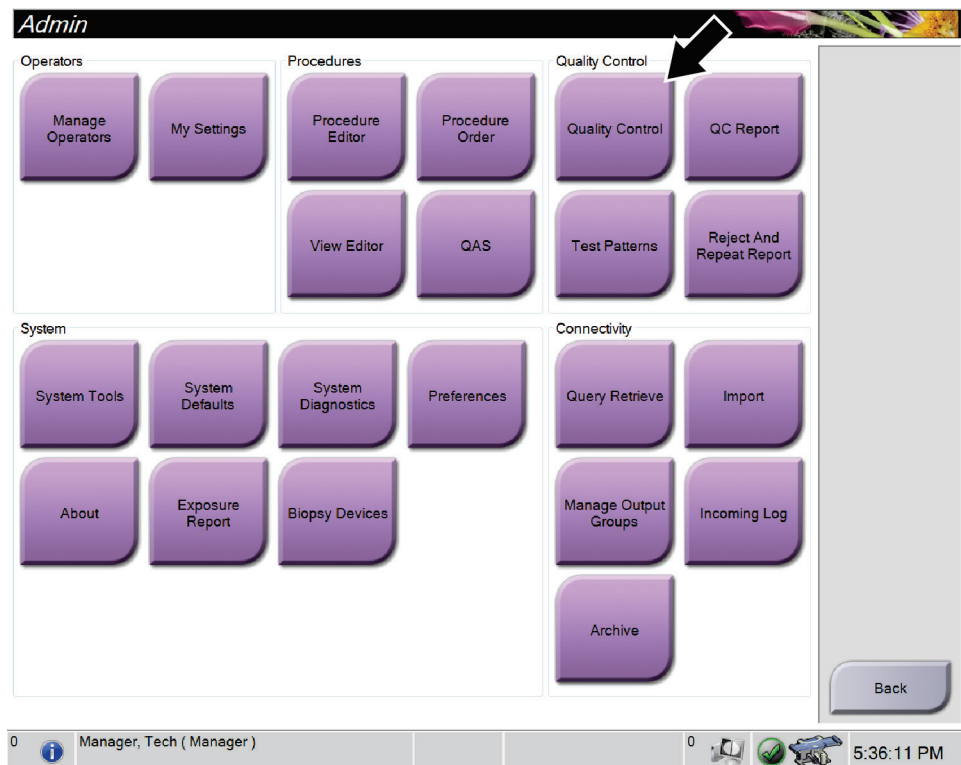 Admin
Operators
Manage
Operators
My Settings
Procedures
Procedure
Editor
Procedure
Order
View Editor
QAS
Quality Control
Quality Control
QC Report
Test Patterns
Reject And
Repeat Report
System
System Tools
System
Defaults
System
Diagnostics
Preferences
About
Exposure
Report
Biopsy Devices
Connectivity
Query Retrieve
Import
Manage Output
Groups
Incoming Log
Archive
Back
0
Manager, Tech ( Manager )
0
5:36:11 PM